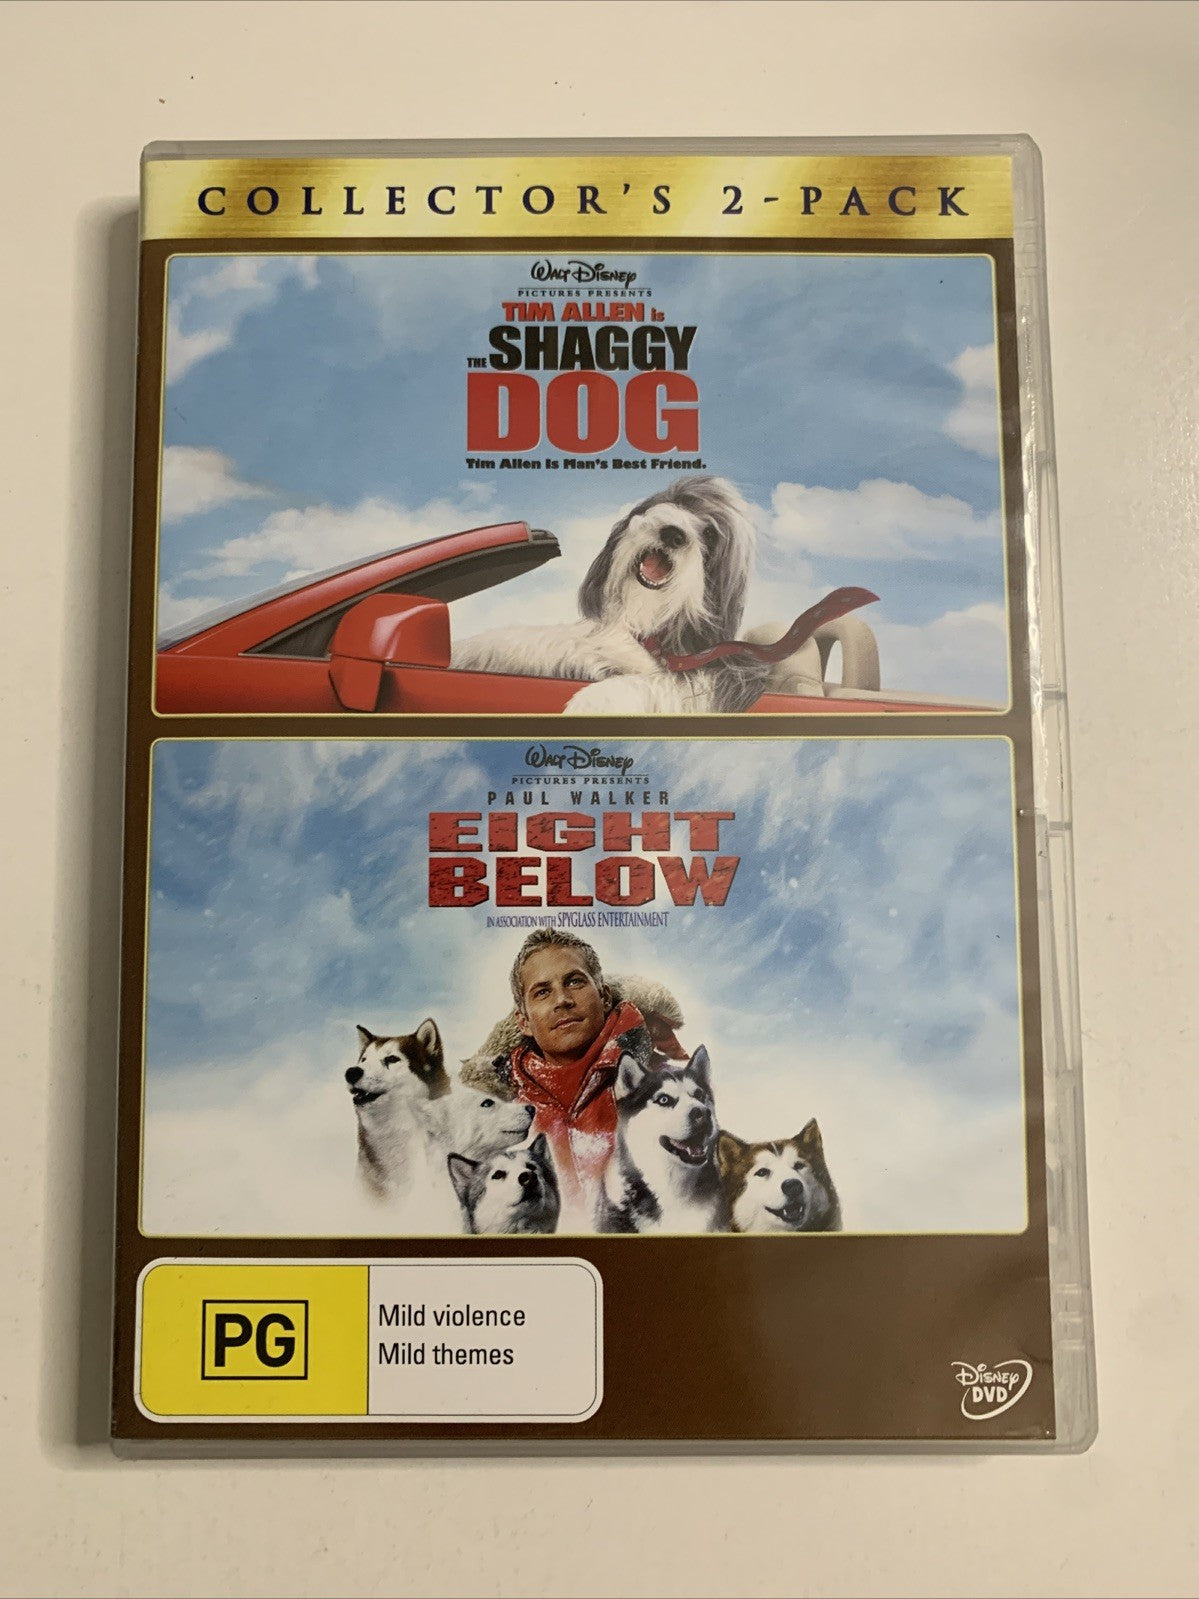 COLLECTOR'S 2-PACK
WALT DISNEY
PICTURES PRESENTS
TIM ALLEN is
THE SHAGGY
DOG
Tim Allen Is Man's Best Friend.
WALT DISNEY
PICTURES PRESENTS
PAUL WALKER
EIGHT
BELOW
IN ASSOCIATION WITH SPYGLASS ENTERTAINMENT
PG
Mild violence
Mild themes
DISNEY
DVD